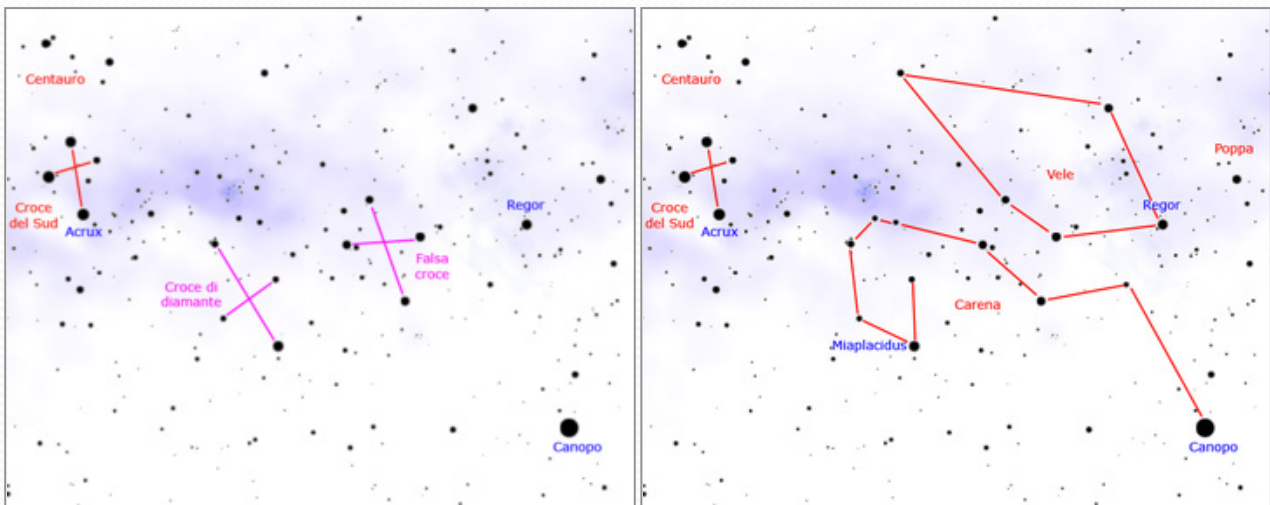 Centauro
Croce
del Sud
Acrux
Croce di
diamante
Falsa
croce
Regor
Canopo
Centauro
Croce
del Sud
Acrux
Vele
Poppa
Regor
Carena
Miaplacidus
Canopo